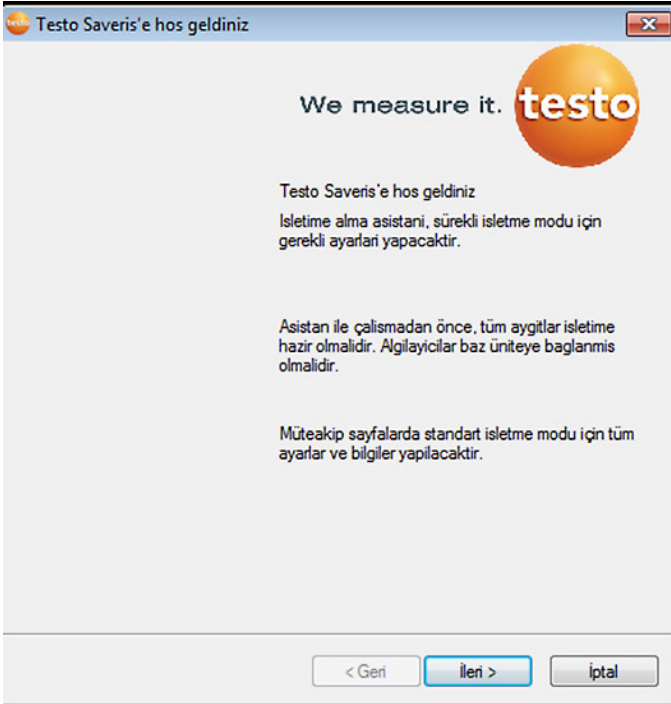 Testo Saveris'e hos geldiniz
We measure it. testo
Testo Saveris'e hos geldiniz
Isletime alma asistani, sürekli isletme modu için
gerekli ayarlari yapacaktir.
Asistan ile çalismadan önce, tüm aygitlar isletime
hazir olmalidir. Algilayicilar baz üniteye baglanmis
olmalidir.
Müteakip sayfalarda standart isletme modu için tüm
ayarlar ve bilgiler yapilacaktir.
< Geri İleri > İptal